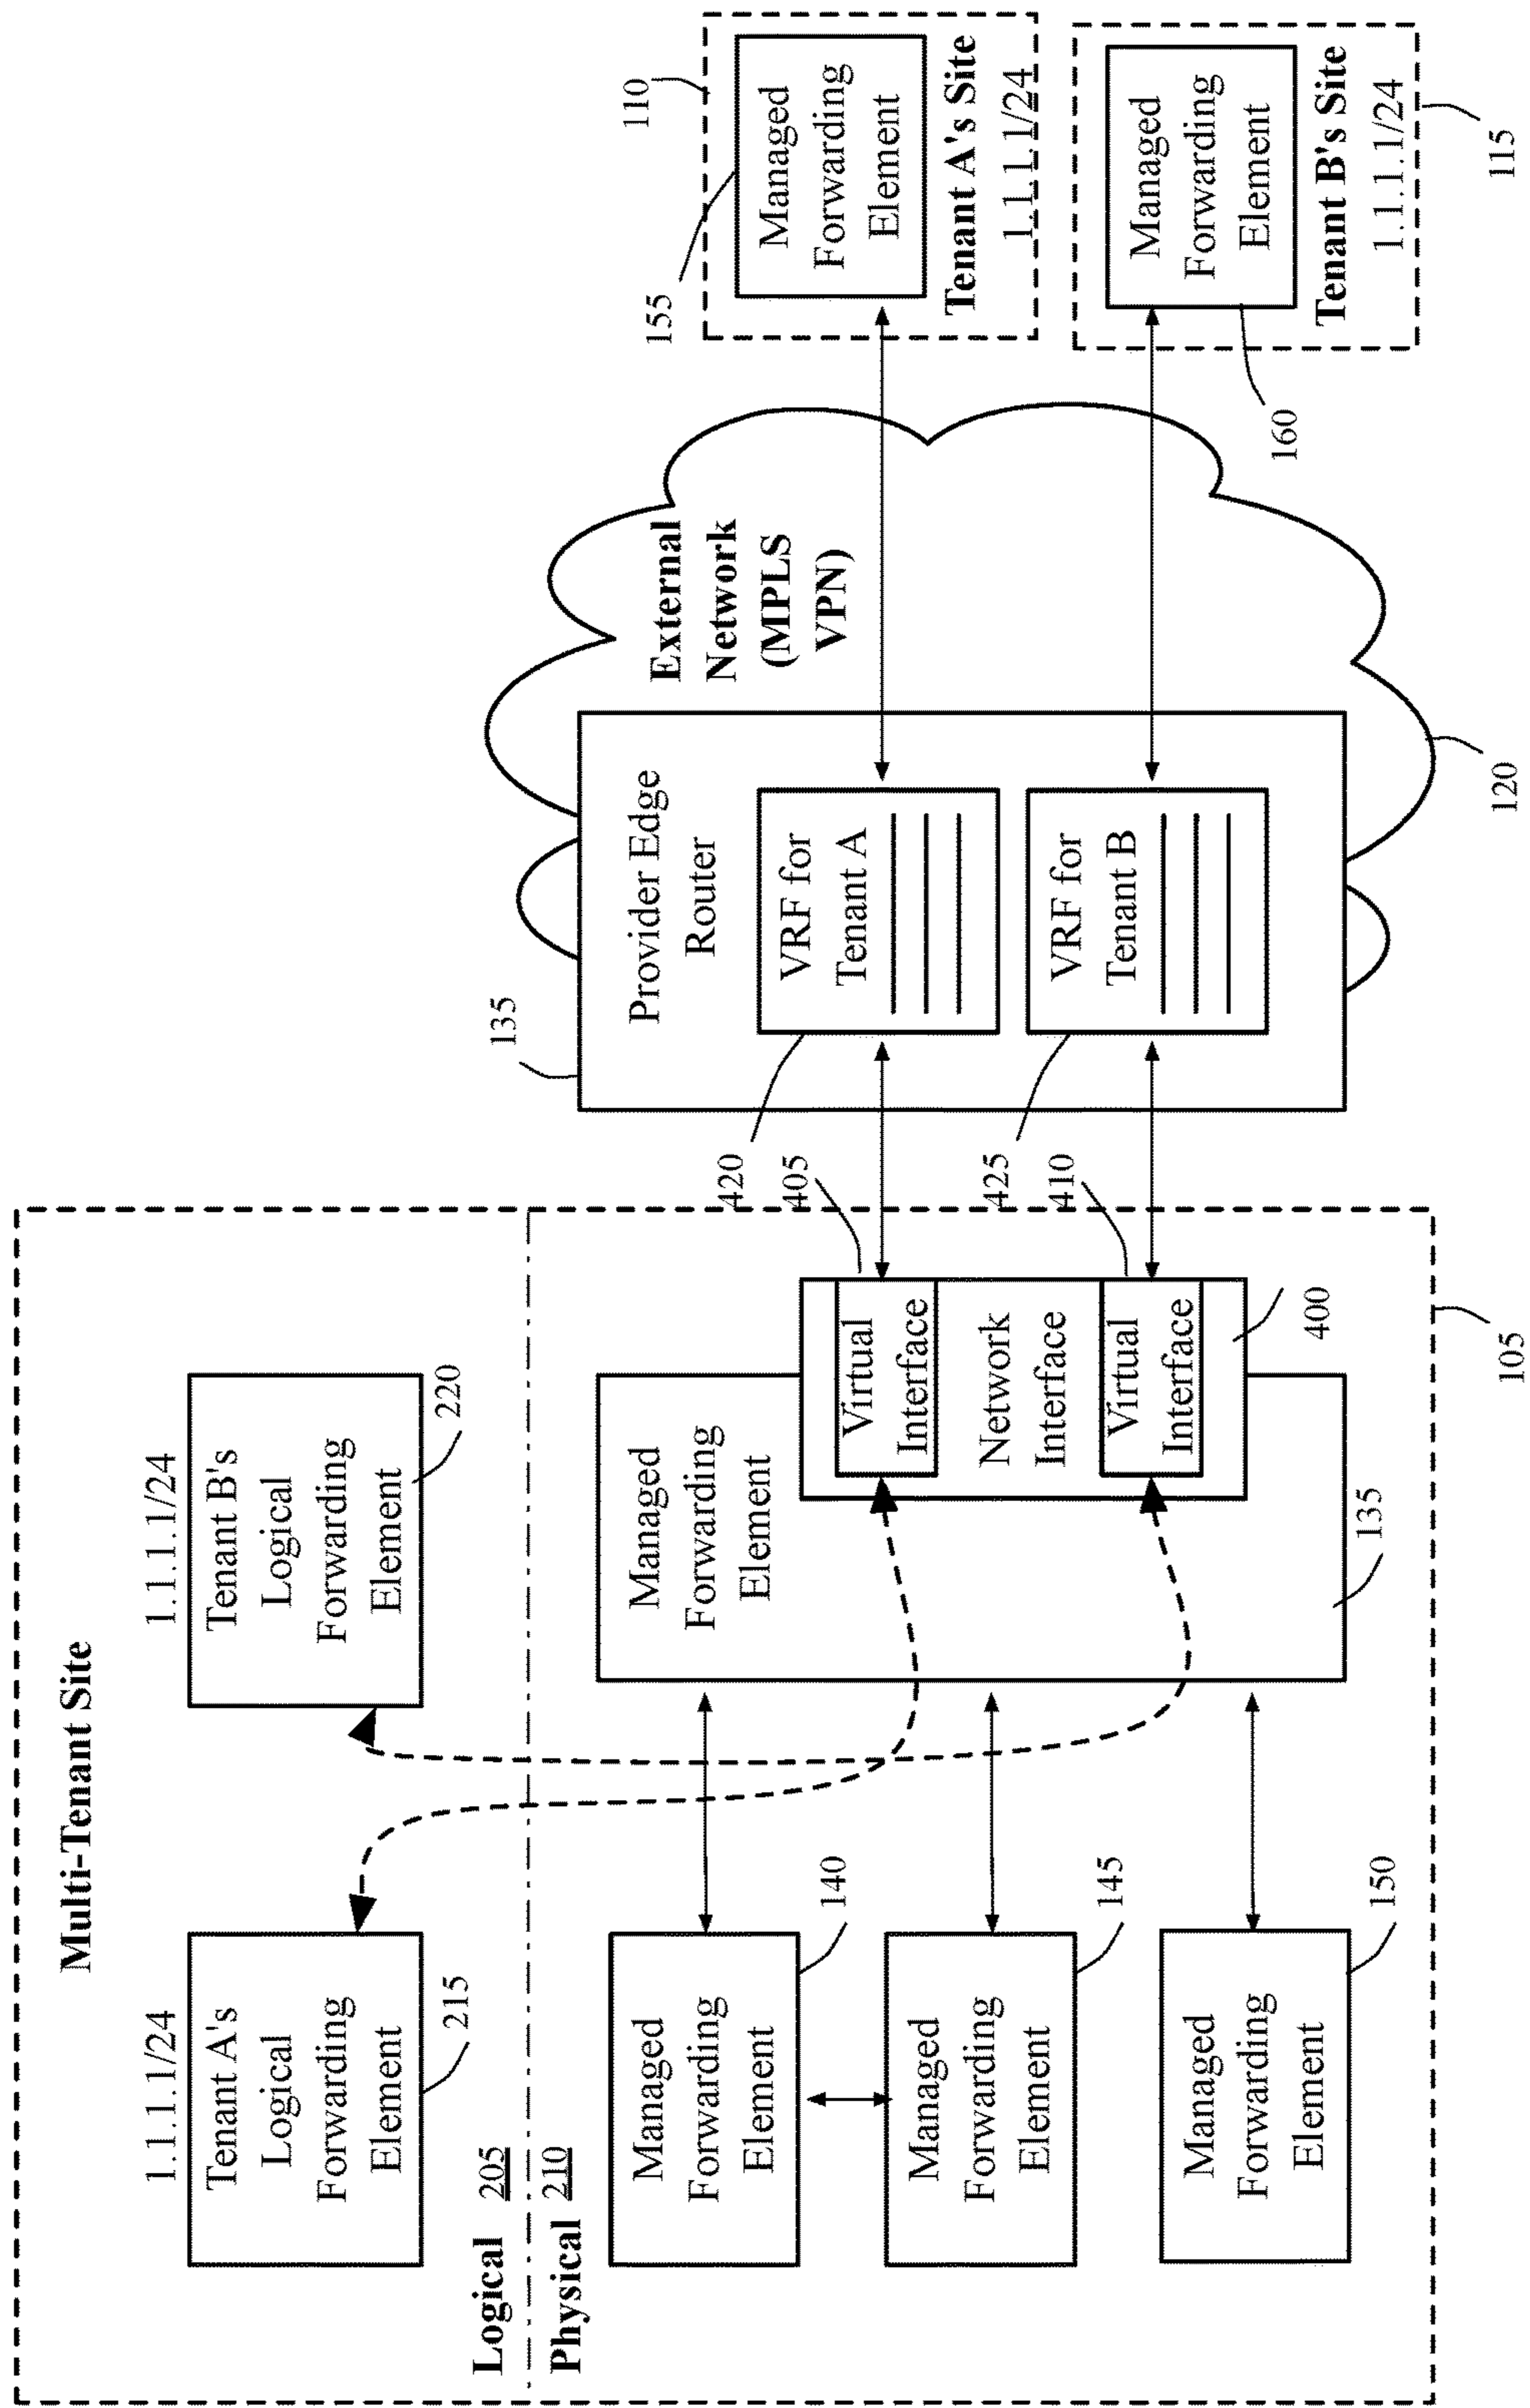 Multi-Tenant Site
1.1.1.1/24
Tenant A's
Logical
Forwarding
Element
215
1.1.1.1/24
Tenant B's
Logical
Forwarding
Element
220
Logical 205
Physical 210
Managed
Forwarding
Element
140
Managed
Forwarding
Element
145
Managed
Forwarding
Element
150
Managed
Forwarding
Element
135
Virtual
Interface
405
Network
Interface
Virtual
Interface
410
400
105
135
Provider Edge
Router
VRF for
Tenant A
420
VRF for
Tenant B
425
External
Network
(MPLS
VPN)
120
110
Managed
Forwarding
Element
155
Tenant A's Site
1.1.1.1/24
Managed
Forwarding
Element
160
Tenant B's Site
1.1.1.1/24
115